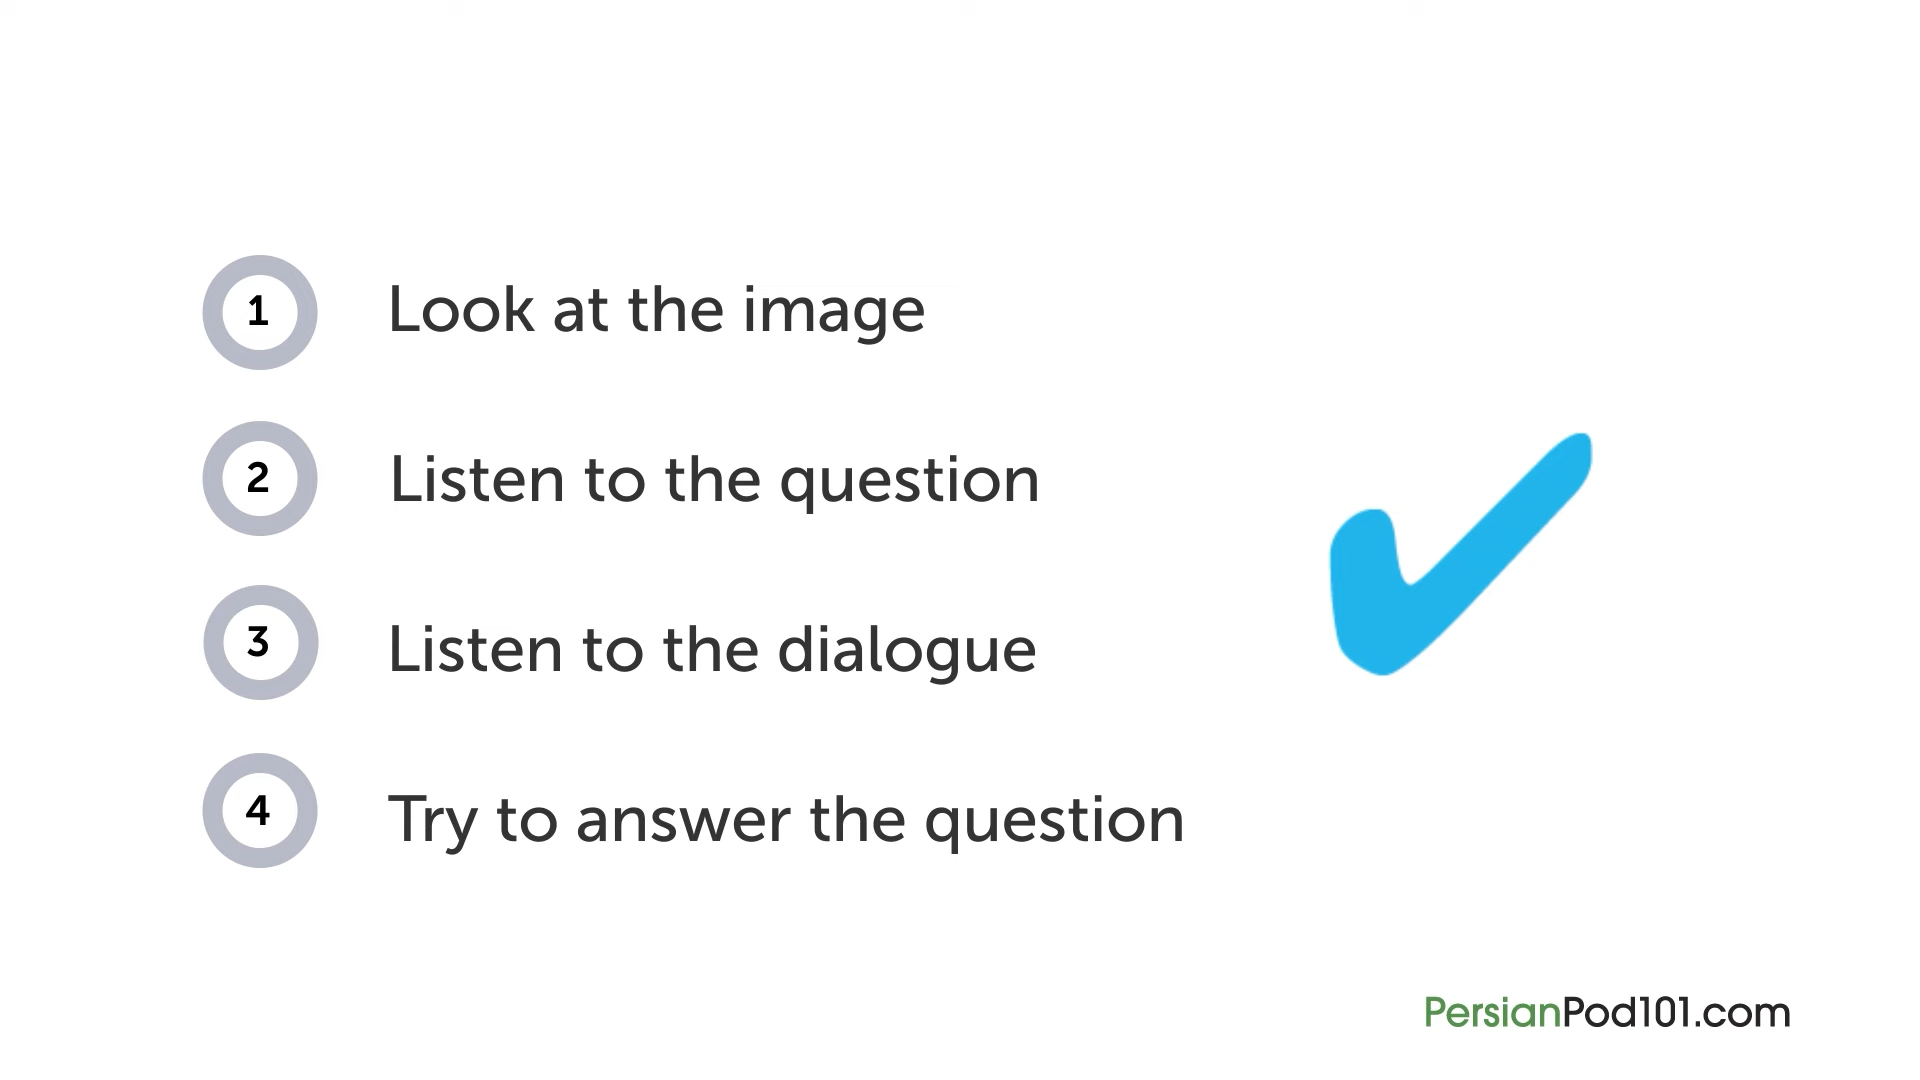 1 Look at the image
2 Listen to the question
3 Listen to the dialogue
4 Try to answer the question
PersianPod101.com